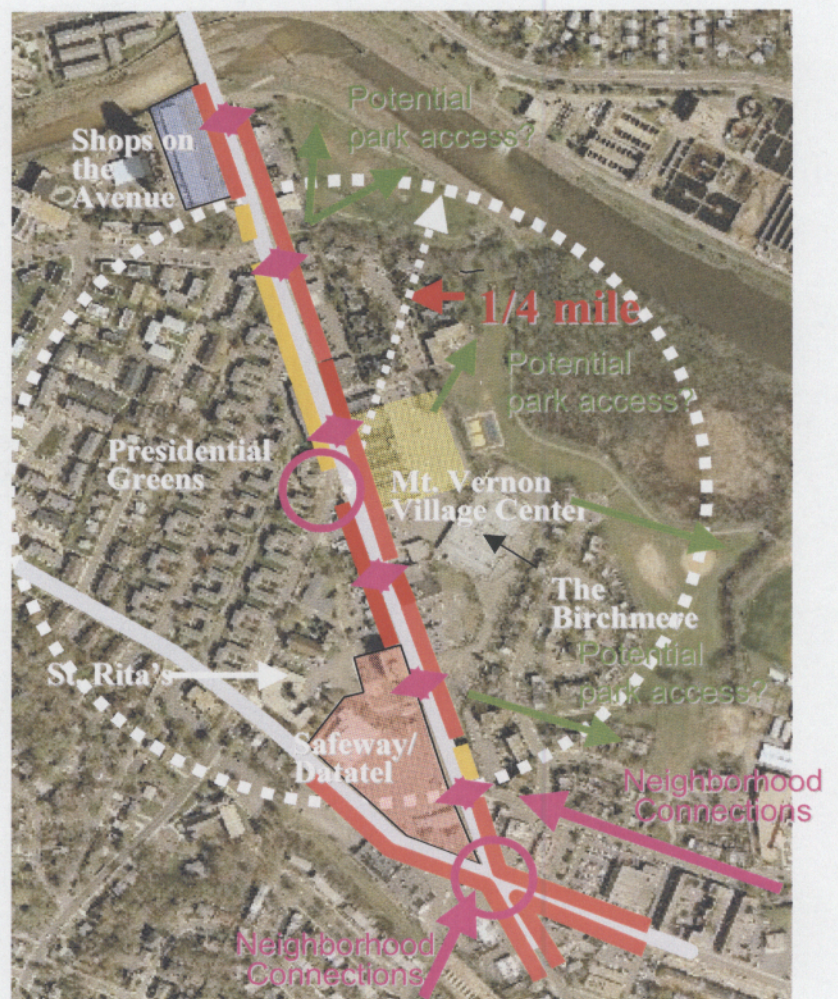 Potential
park access?
Shops on
the
Avenue
1/4 mile
Potential
park access?
Presidential
Greens
Mt. Vernon
Village Center
The
Birchmere
St. Rita's
Potential
park access?
Safeway/
Datatel
Neighborhood
Connections
Neighborhood
Connections